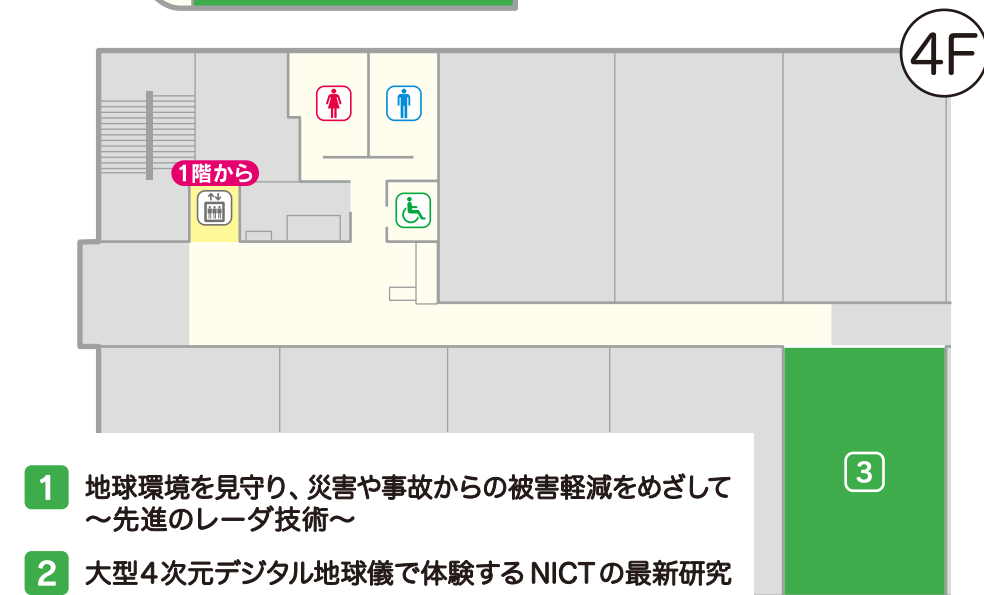 4F
1階から
3
1 地球環境を見守り、災害や事故からの被害軽減をめざして
～先進のレーダ技術～
2 大型4次元デジタル地球儀で体験するNICTの最新研究